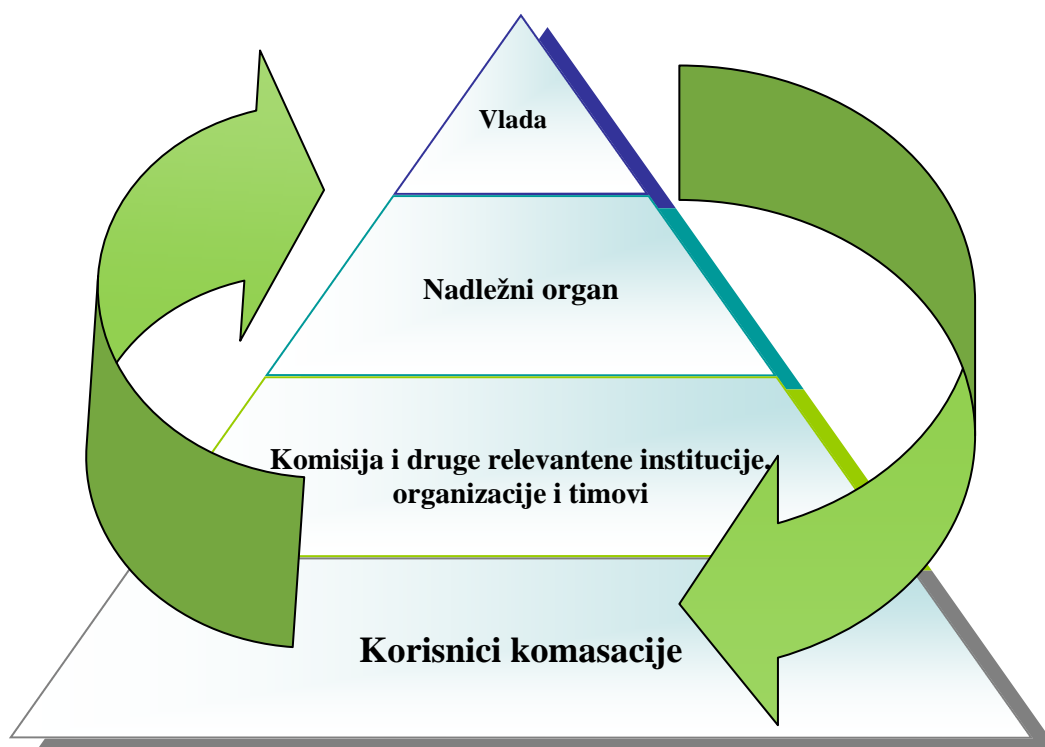 Vlada
Nadležni organ
Komisija i druge relevantene institucije,
organizacije i timovi
Korisnici komasacije